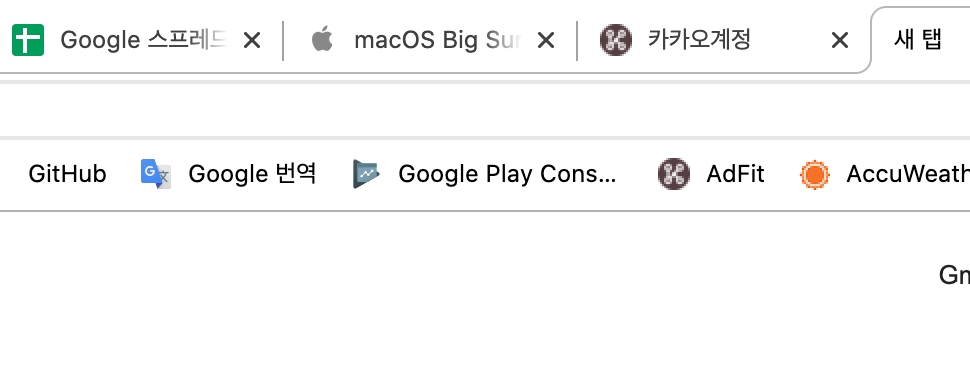 Google 스프레드 macOS Big Sur 카카오계정 새 탭
GitHub Google 번역 Google Play Cons... AdFit AccuWeath
Gm